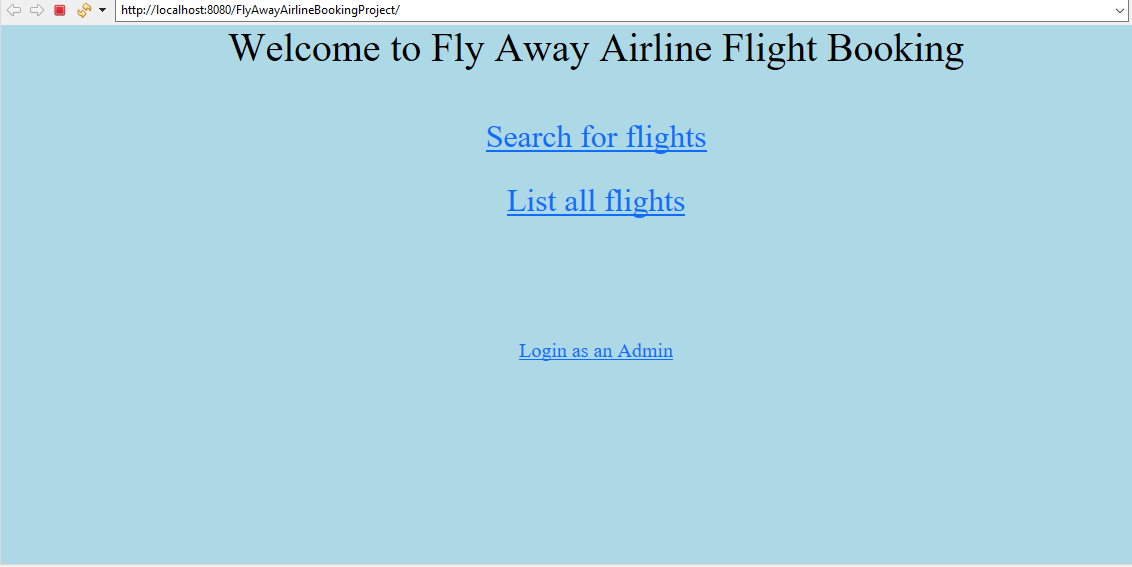 http://localhost:8080/FlyAwayAirlineBookingProject/
Welcome to Fly Away Airline Flight Booking
Search for flights
List all flights
Login as an Admin